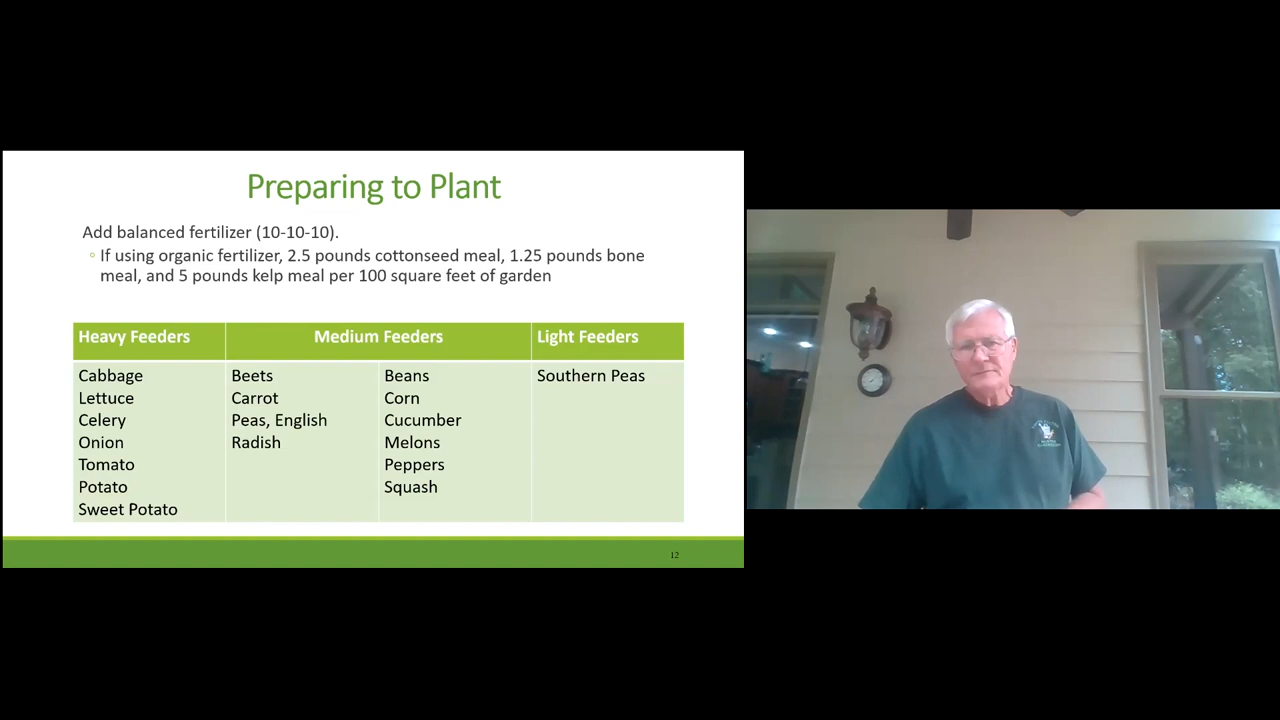 Preparing to Plant
Add balanced fertilizer (10-10-10).
◦ If using organic fertilizer, 2.5 pounds cottonseed meal, 1.25 pounds bone
meal, and 5 pounds kelp meal per 100 square feet of garden
Heavy Feeders Medium Feeders Light Feeders
Cabbage Beets Beans Southern Peas
Lettuce Carrot Corn
Celery Peas, English Cucumber
Onion Radish Melons
Tomato Peppers
Potato Squash
Sweet Potato
12